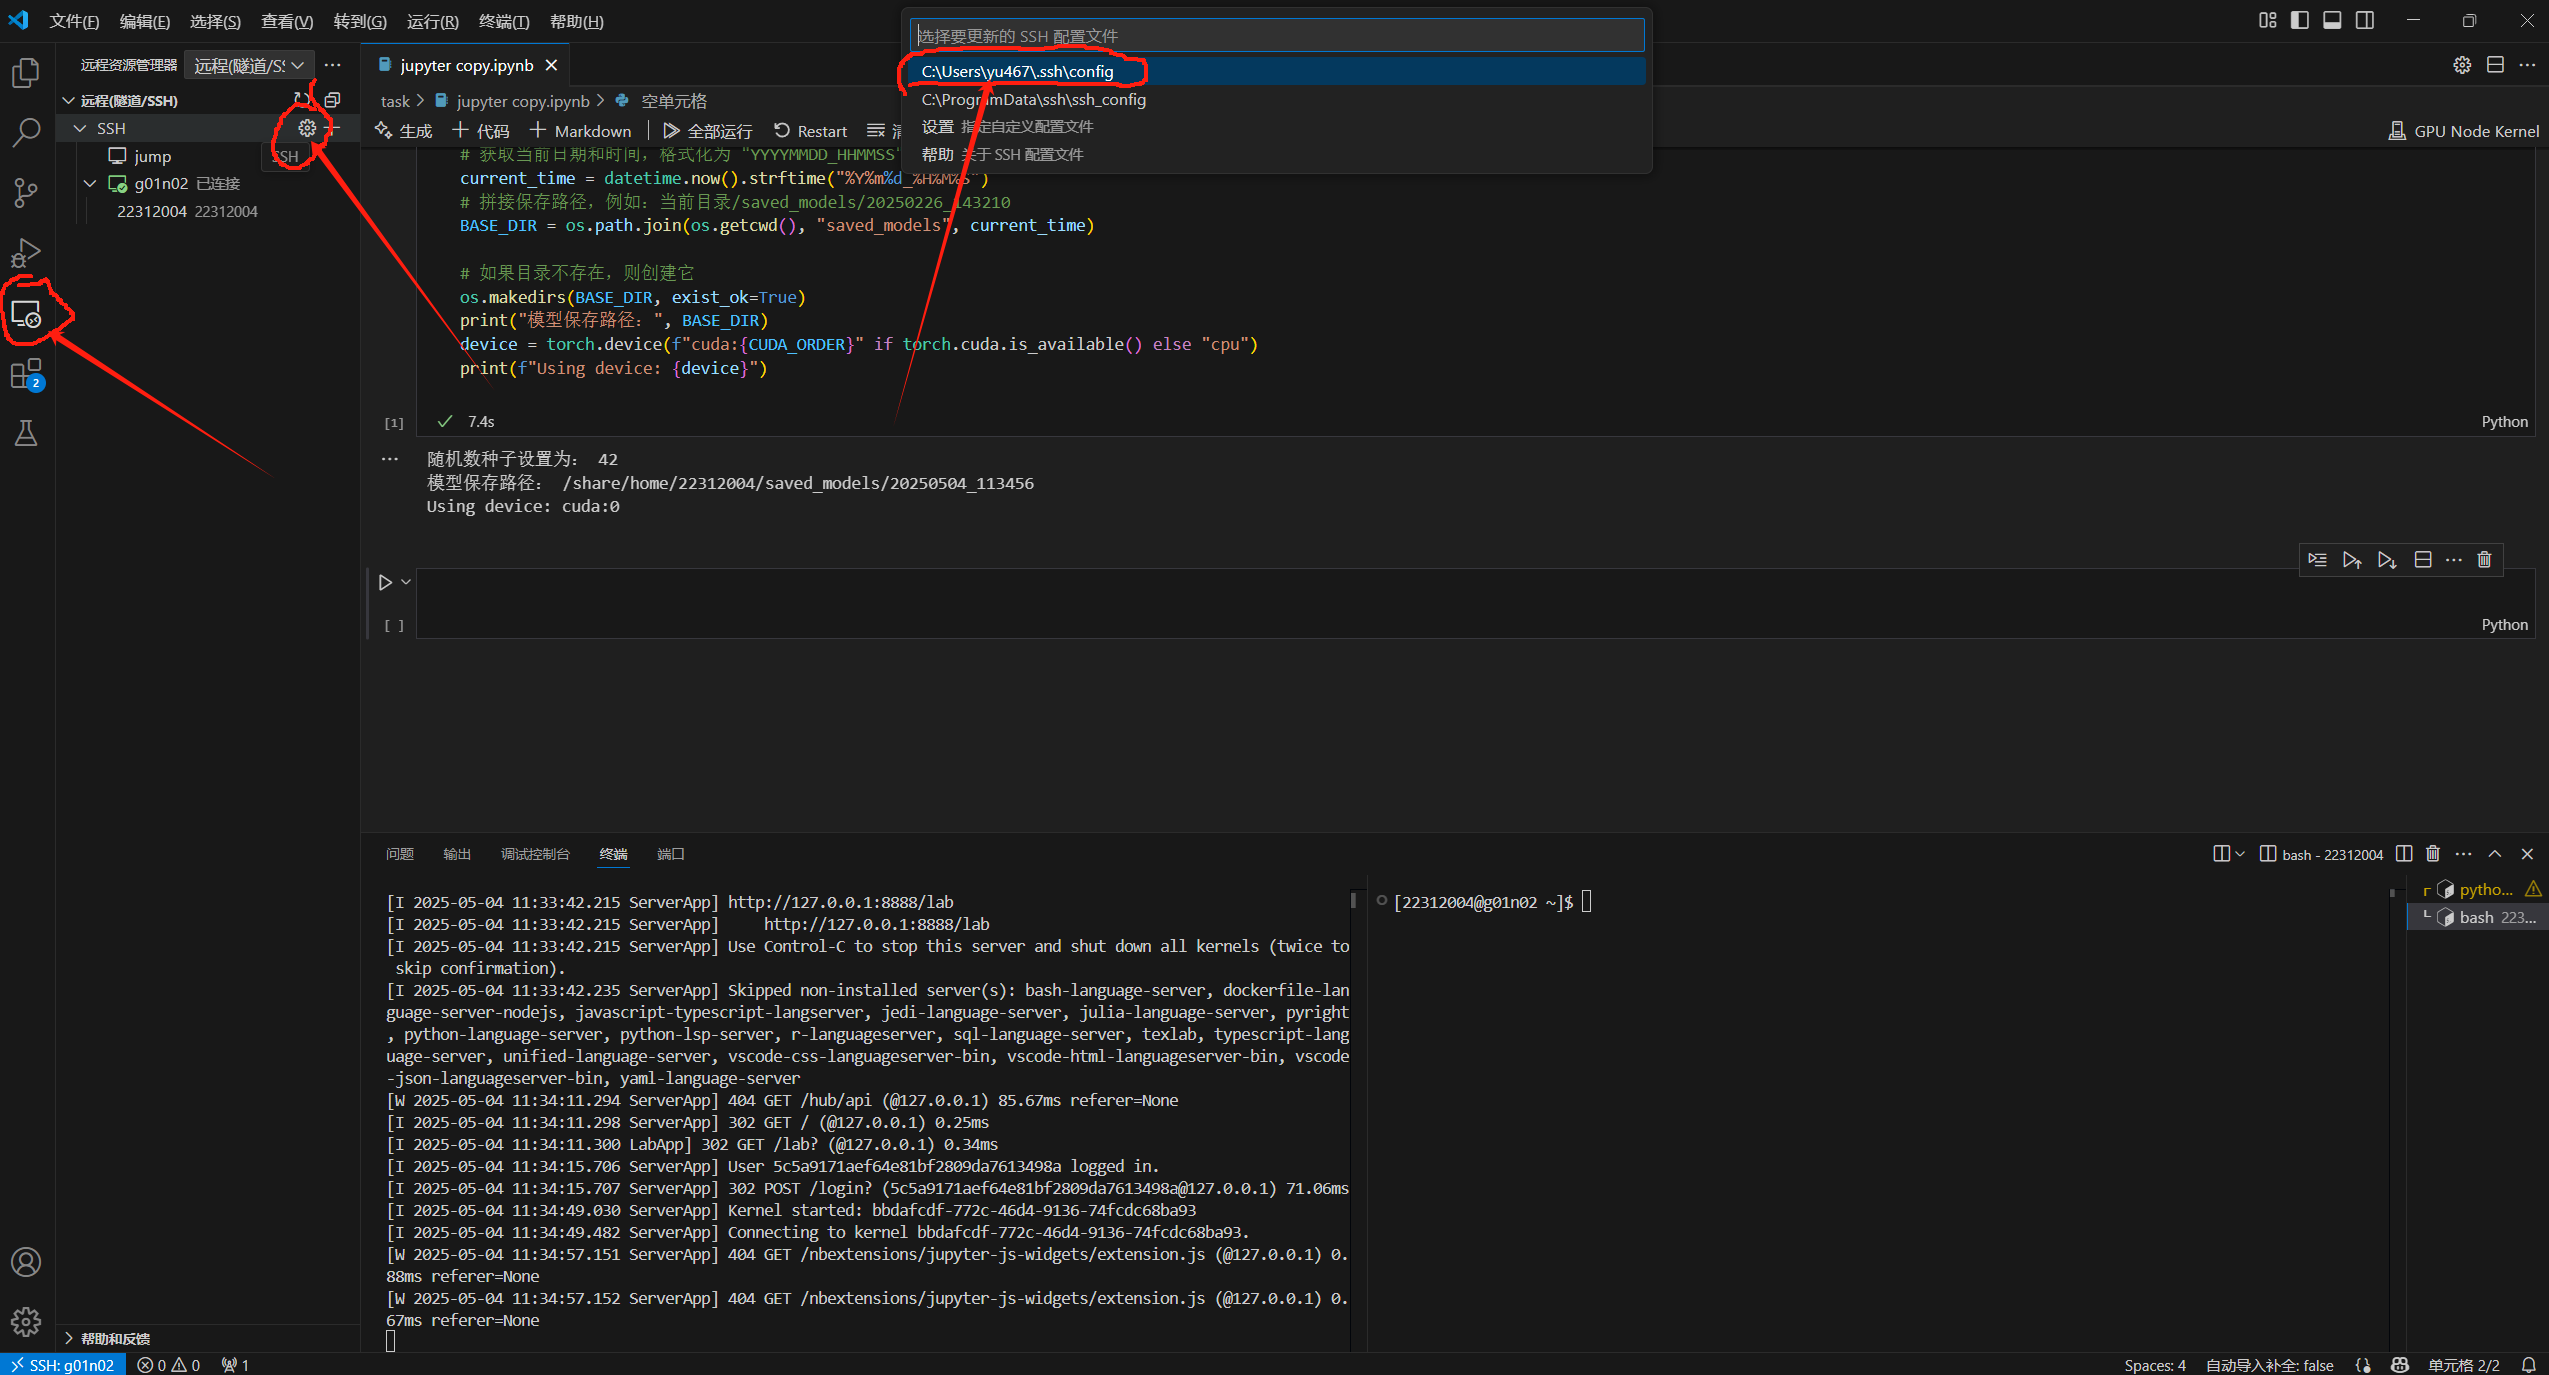 文件(F) 编辑(E) 选择(S) 查看(V) 转到(G) 运行(R) 终端(T) 帮助(H)
选择要更新的 SSH 配置文件
C:\Users\yu467\.ssh\config
C:\ProgramData\ssh\ssh_config
设置 指定自定义配置文件
帮助 关于 SSH 配置文件
远程资源管理器 远程(隧道/SS
远程(隧道/SSH)
SSH
SSH
jump
g01n02 已连接
22312004 22312004
2
jupyter copy.ipynb
task > jupyter copy.ipynb > 空单元格
生成 代码 Markdown 全部运行 Restart 清
GPU Node Kernel
# 获取当前日期和时间，格式化为 "YYYYMMDD_HHMMSS"
current_time = datetime.now().strftime("%Y%m%d_%H%M%S")
# 拼接保存路径，例如：当前目录/saved_models/20250226_143210
BASE_DIR = os.path.join(os.getcwd(), "saved_models", current_time)
# 如果目录不存在，则创建它
os.makedirs(BASE_DIR, exist_ok=True)
print("模型保存路径：", BASE_DIR)
device = torch.device(f"cuda:{CUDA_ORDER}" if torch.cuda.is_available() else "cpu")
print(f"Using device: {device}")
[1] 7.4s
Python
随机数种子设置为： 42
模型保存路径： /share/home/22312004/saved_models/20250504_113456
Using device: cuda:0
[ ]
Python
问题 输出 调试控制台 终端 端口
bash - 22312004
[I 2025-05-04 11:33:42.215 ServerApp] http://127.0.0.1:8888/lab
[I 2025-05-04 11:33:42.215 ServerApp]     http://127.0.0.1:8888/lab
[I 2025-05-04 11:33:42.215 ServerApp] Use Control-C to stop this server and shut down all kernels (twice to
skip confirmation).
[I 2025-05-04 11:33:42.235 ServerApp] Skipped non-installed server(s): bash-language-server, dockerfile-lan
guage-server-nodejs, javascript-typescript-langserver, jedi-language-server, julia-language-server, pyright
, python-language-server, python-lsp-server, r-languageserver, sql-language-server, texlab, typescript-lang
uage-server, unified-language-server, vscode-css-languageserver-bin, vscode-html-languageserver-bin, vscode
-json-languageserver-bin, yaml-language-server
[W 2025-05-04 11:34:11.294 ServerApp] 404 GET /hub/api (@127.0.0.1) 85.67ms referer=None
[I 2025-05-04 11:34:11.298 ServerApp] 302 GET / (@127.0.0.1) 0.25ms
[I 2025-05-04 11:34:11.300 LabApp] 302 GET /lab? (@127.0.0.1) 0.34ms
[I 2025-05-04 11:34:15.706 ServerApp] User 5c5a9171aef64e81bf2809da7613498a logged in.
[I 2025-05-04 11:34:15.707 ServerApp] 302 POST /login? (5c5a9171aef64e81bf2809da7613498a@127.0.0.1) 71.06ms
[I 2025-05-04 11:34:49.030 ServerApp] Kernel started: bbdafcdf-772c-46d4-9136-74fcdc68ba93
[I 2025-05-04 11:34:49.482 ServerApp] Connecting to kernel bbdafcdf-772c-46d4-9136-74fcdc68ba93.
[W 2025-05-04 11:34:57.151 ServerApp] 404 GET /nbextensions/jupyter-js-widgets/extension.js (@127.0.0.1) 0.
88ms referer=None
[W 2025-05-04 11:34:57.152 ServerApp] 404 GET /nbextensions/jupyter-js-widgets/extension.js (@127.0.0.1) 0.
67ms referer=None
[22312004@g01n02 ~]$
pytho...
bash 223...
帮助和反馈
SSH: g01n02 0 0 1
Spaces: 4 自动导入补全: false 单元格 2/2